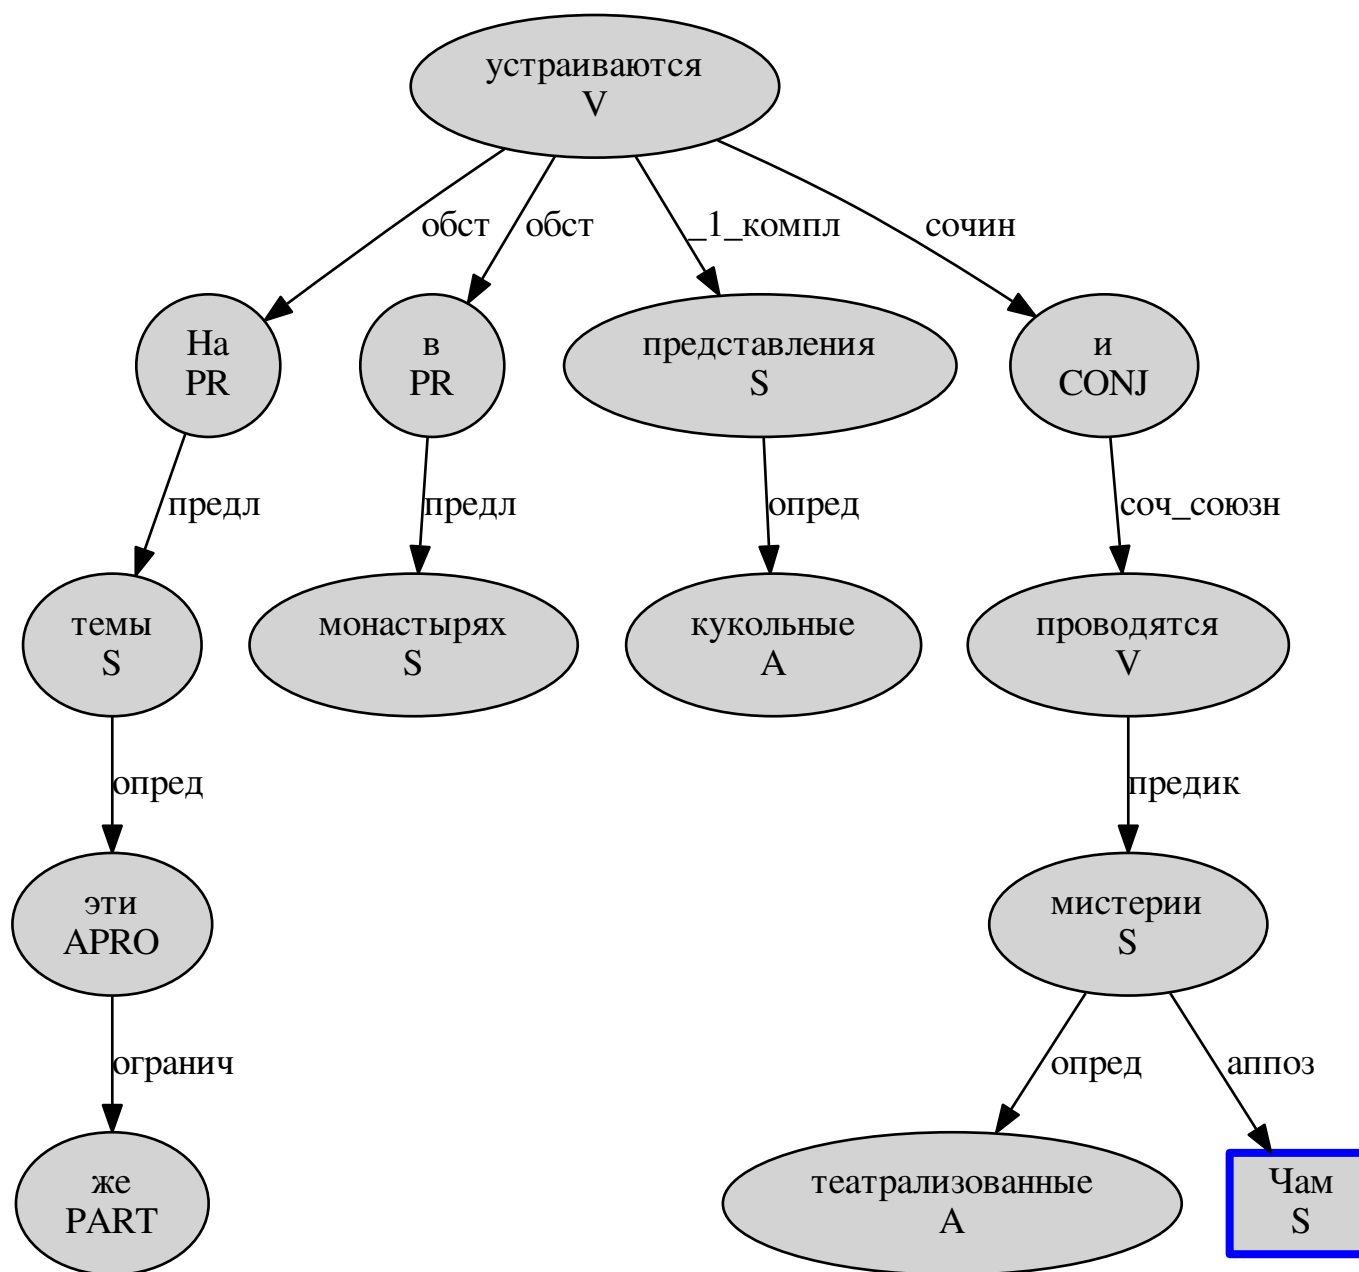 устраиваются
V
обст
обст
_1_компл
сочин
На
PR
в
PR
представления
S
и
CONJ
предл
предл
опред
соч_союзн
темы
S
монастырях
S
кукольные
A
проводятся
V
опред
предик
эти
APRO
мистерии
S
огранич
опред
аппоз
же
PART
театрализованные
A
Чам
S